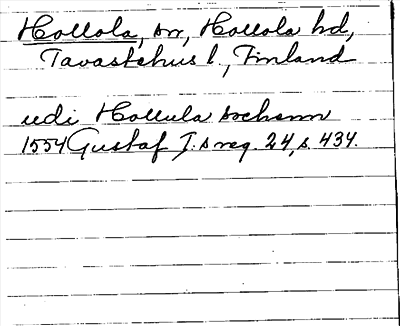 Hollola, sn, Hollola hd,
Tavastehus l., Finland
udi Hollula sochenn
1554 Gustaf I:s reg. 24, s. 434.